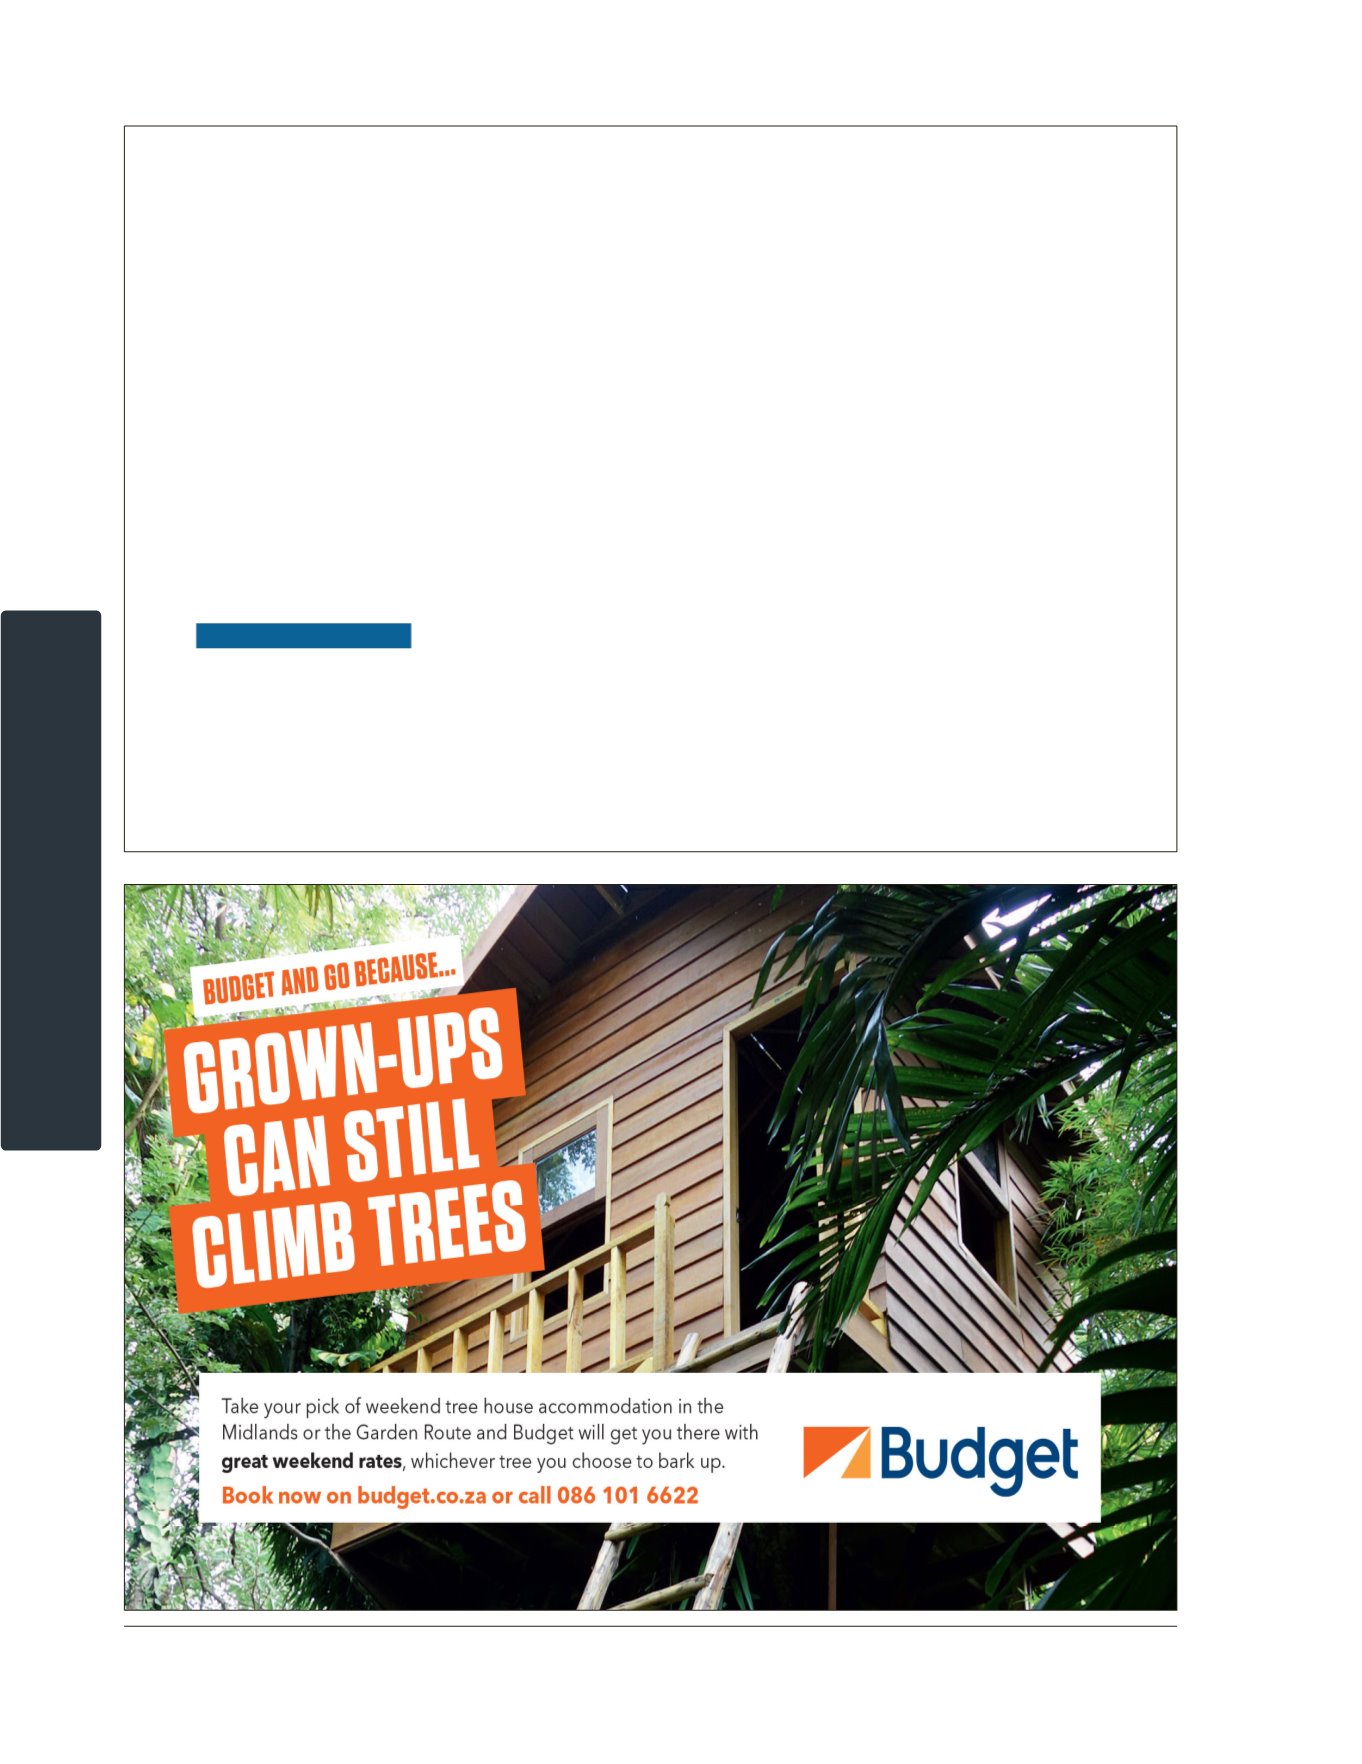 BUDGET AND GO BECAUSE...
GROWN-UPS
CAN STILL
CLIMB TREES
Take your pick of weekend tree house accommodation in the
Midlands or the Garden Route and Budget will get you there with
great weekend rates, whichever tree you choose to bark up.
Book now on budget.co.za or call 086 101 6622
Budget